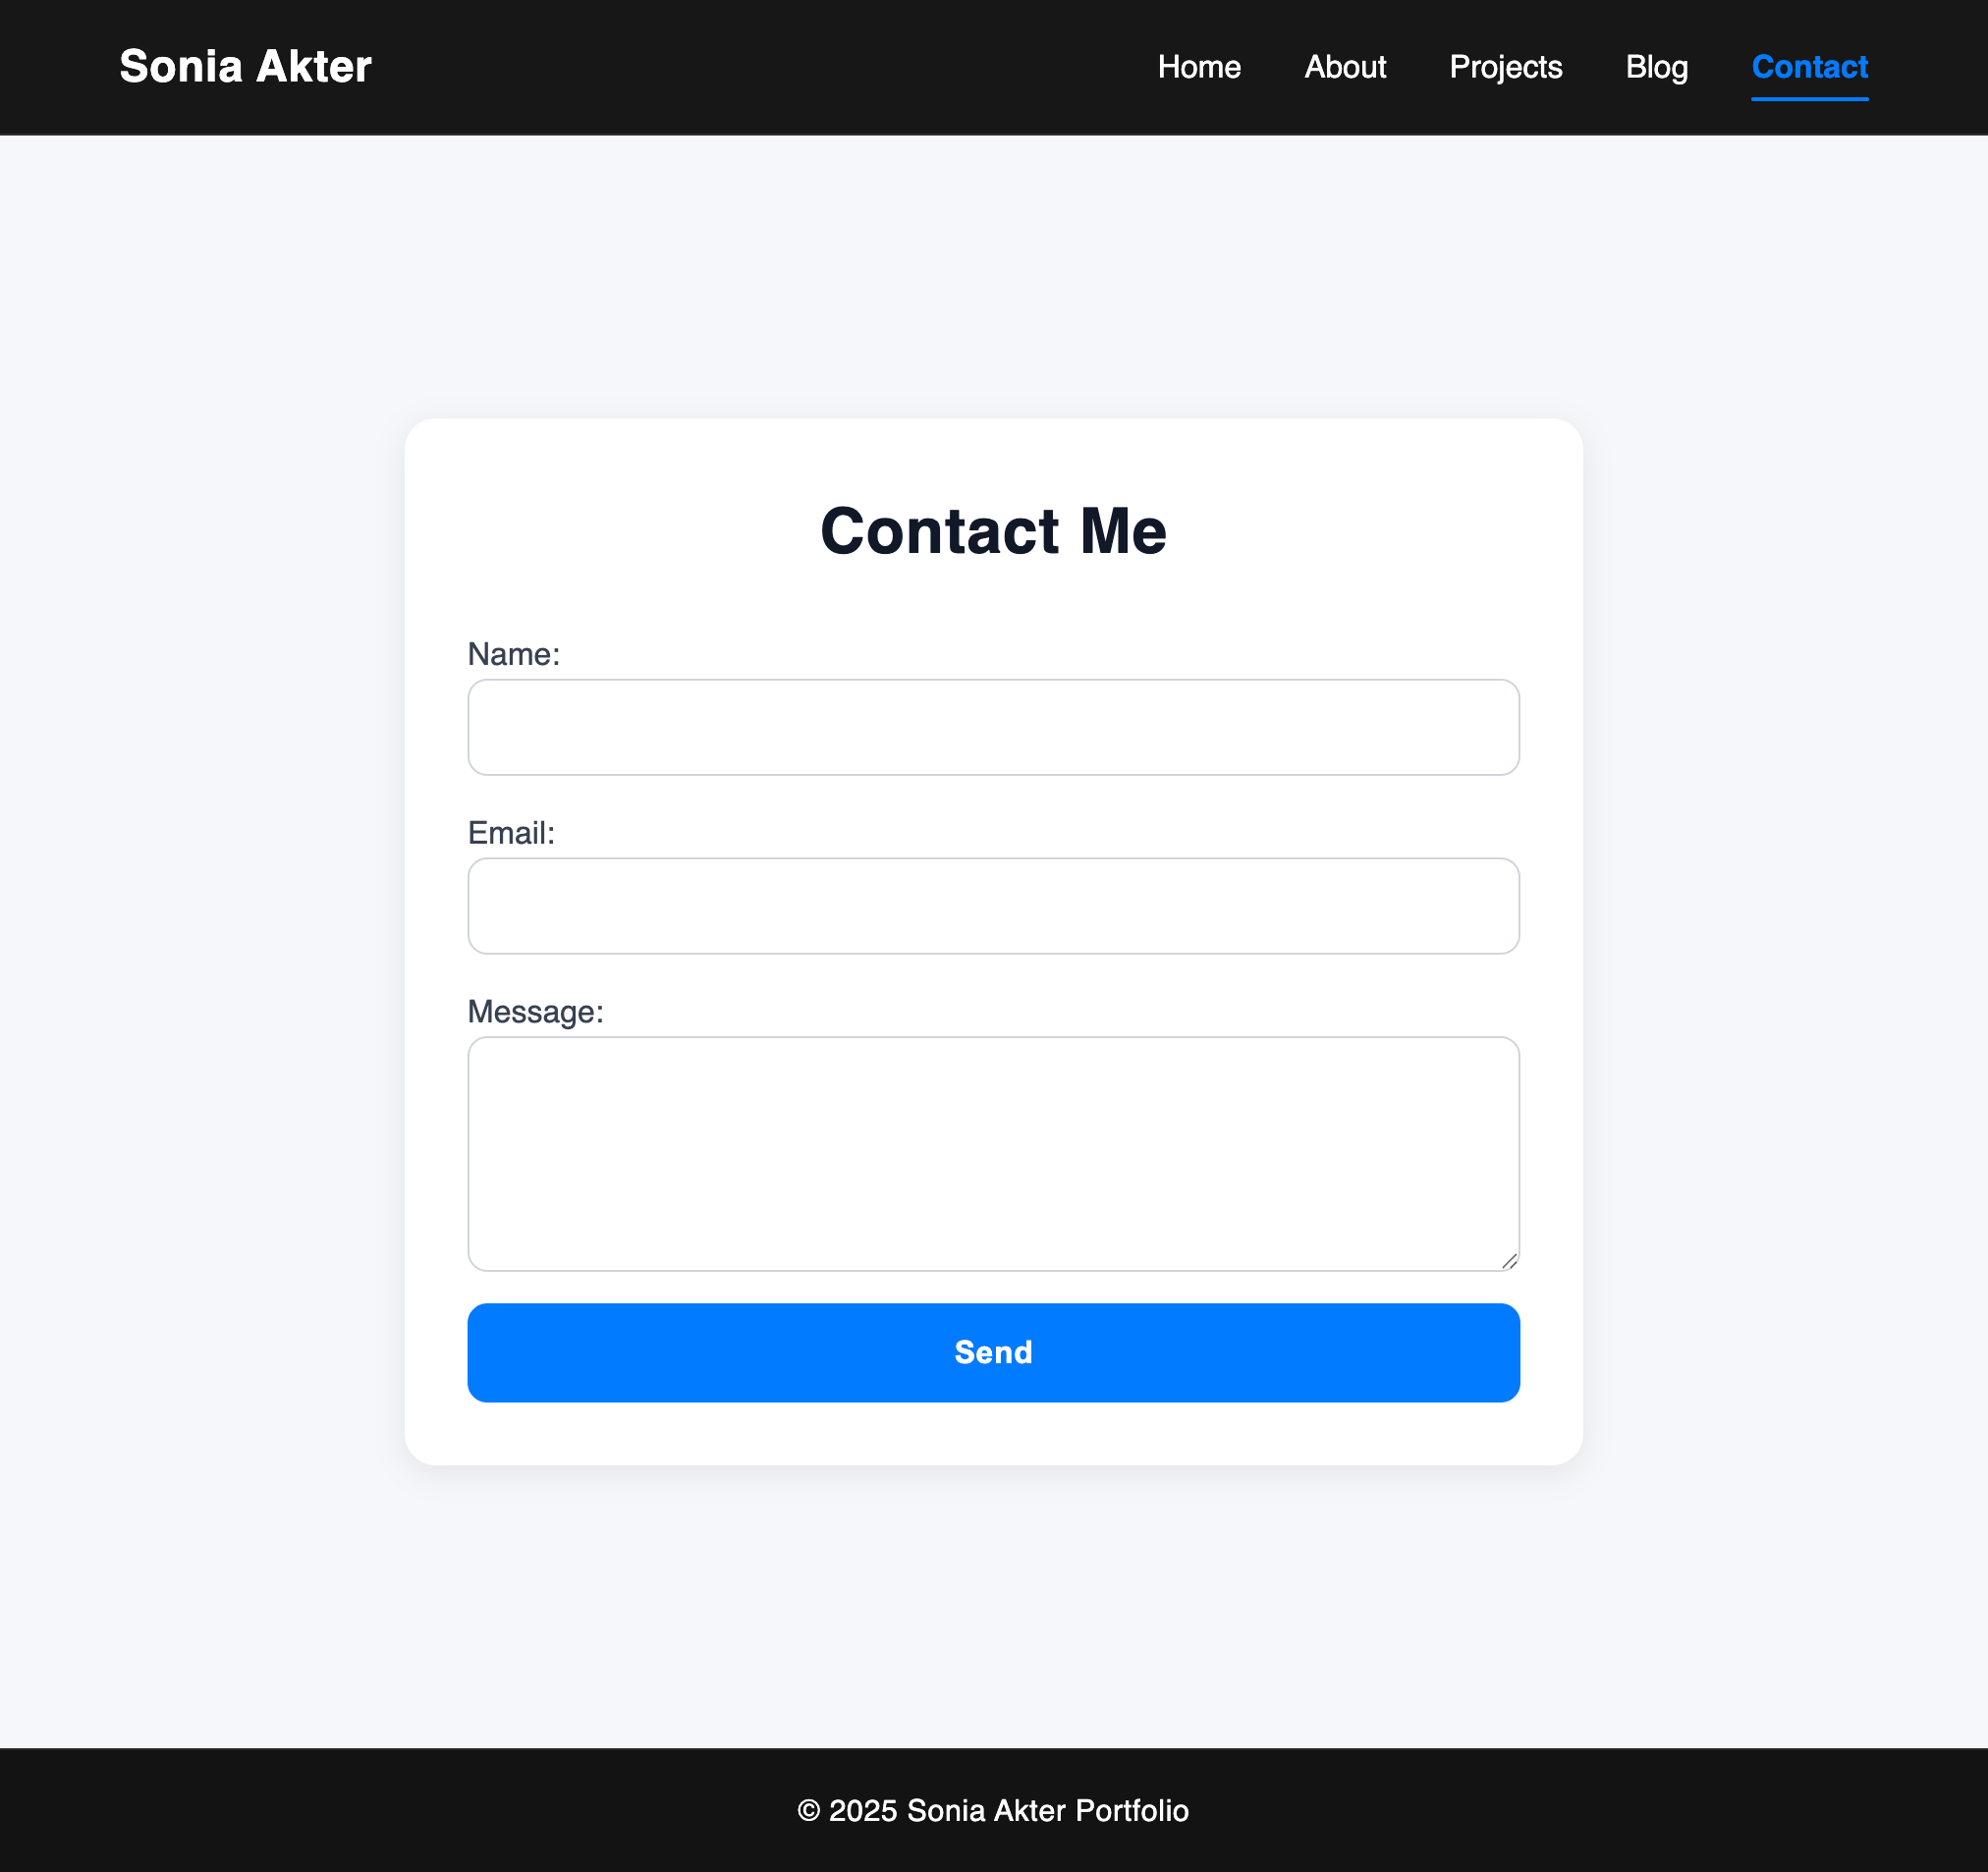 Sonia Akter
Home About Projects Blog Contact
Contact Me
Name:
Email:
Message:
Send
© 2025 Sonia Akter Portfolio